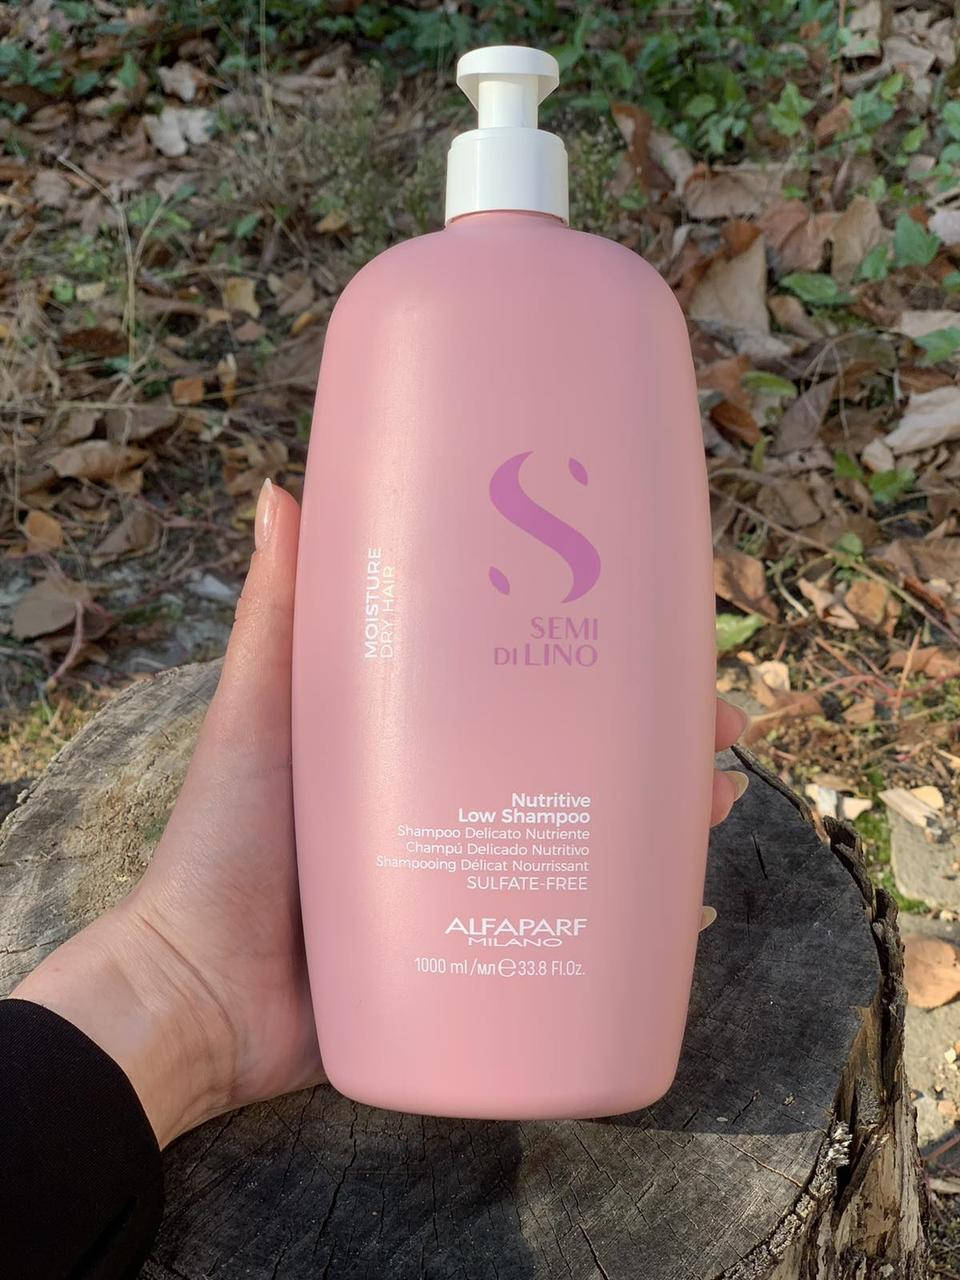 MOISTURE
DRY HAIR
SEMI
DI LINO
Nutritive
Low Shampoo
Shampoo Delicato Nutriente
Champú Delicado Nutritivo
Shampooing Délicat Nourrissant
SULFATE-FREE
ALFAPARF
MILANO
1000 ml/мл ℮ 33.8 Fl.Oz.